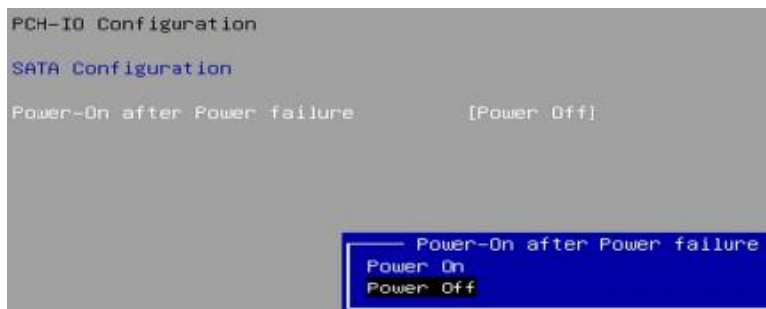 PCH-IO Configuration
SATA Configuration
Power-On after Power failure [Power Off]
Power-On after Power failure
Power On
Power Off